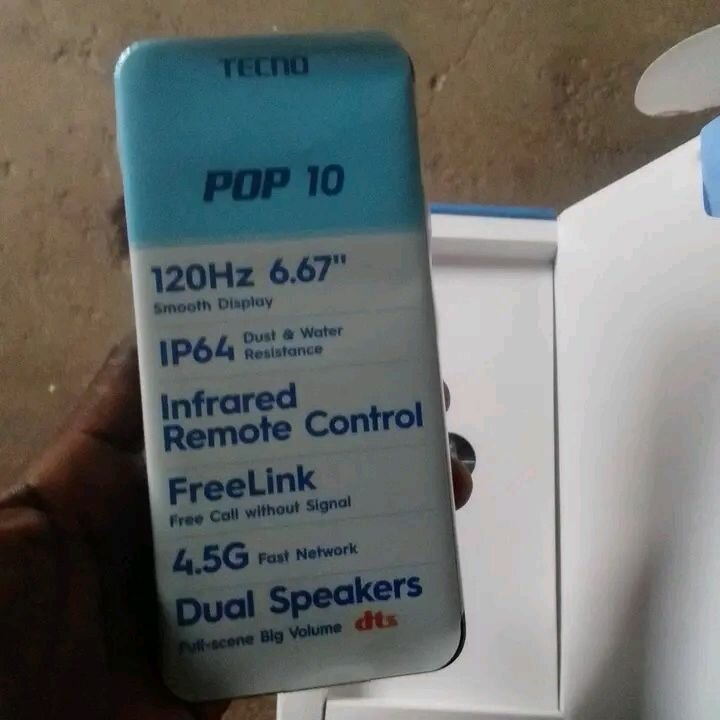 TECNO
POP 10
120Hz 6.67"
Smooth Display
IP64 Dust & Water
Resistance
Infrared
Remote Control
FreeLink
Free Call without Signal
4.5G Fast Network
Dual Speakers
Full-scene Big Volume dts